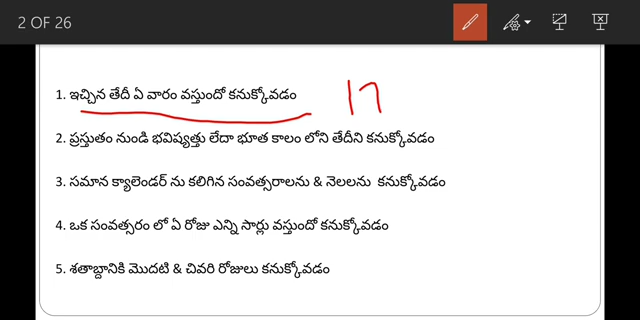 2 OF 26
1. ఇచ్చిన తేదీ ఏ వారం వస్తుందో కనుక్కోవడం 17
2. ప్రస్తుతం నుండి భవిష్యత్తు లేదా భూత కాలం లోని తేదీని కనుక్కోవడం
3. సమాన క్యాలెండర్ ను కలిగిన సంవత్సరాలను & నెలలను కనుక్కోవడం
4. ఒక సంవత్సరం లో ఏ రోజు ఎన్ని సార్లు వస్తుందో కనుక్కోవడం
5. శతాబ్దానికి మొదటి & చివరి రోజులు కనుక్కోవడం